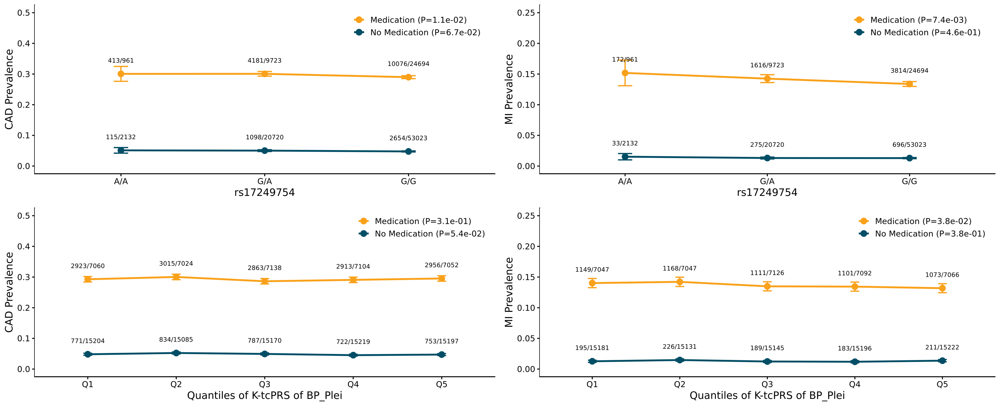 0.5
0.4
0.3
0.2
0.1
0.0
CAD Prevalence
Medication (P=1.1e-02)
No Medication (P=6.7e-02)
413/961
4181/9723
10076/24694
115/2132
1098/20720
2654/53023
A/A
G/A
G/G
rs17249754
0.25
0.20
0.15
0.10
0.05
0.00
MI Prevalence
Medication (P=7.4e-03)
No Medication (P=4.6e-01)
172/961
1616/9723
3814/24694
33/2132
275/20720
696/53023
A/A
G/A
G/G
rs17249754
0.5
0.4
0.3
0.2
0.1
0.0
CAD Prevalence
Medication (P=3.1e-01)
No Medication (P=5.4e-02)
2923/7060
3015/7024
2863/7138
2913/7104
2956/7052
771/15204
834/15085
787/15170
722/15219
753/15197
Q1
Q2
Q3
Q4
Q5
Quantiles of K-tcPRS of BP_Plei
0.25
0.20
0.15
0.10
0.05
0.00
MI Prevalence
Medication (P=3.8e-02)
No Medication (P=3.8e-01)
1149/7047
1168/7047
1111/7126
1101/7092
1073/7066
195/15181
226/15131
189/15145
183/15196
211/15222
Q1
Q2
Q3
Q4
Q5
Quantiles of K-tcPRS of BP_Plei